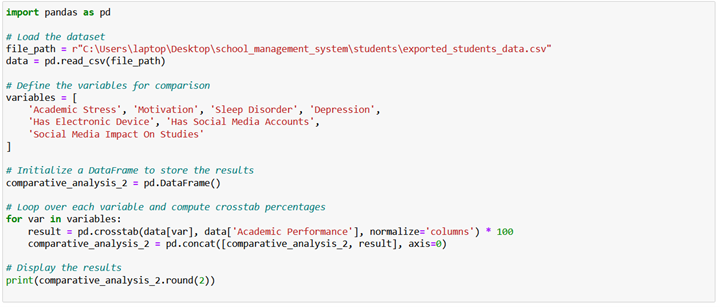 import pandas as pd
# Load the dataset
file_path = r"C:\Users\laptop\Desktop\school_management_system\students\exported_students_data.csv"
data = pd.read_csv(file_path)
# Define the variables for comparison
variables = [
    'Academic Stress', 'Motivation', 'Sleep Disorder', 'Depression',
    'Has Electronic Device', 'Has Social Media Accounts',
    'Social Media Impact On Studies'
]
# Initialize a DataFrame to store the results
comparative_analysis_2 = pd.DataFrame()
# Loop over each variable and compute crosstab percentages
for var in variables:
    result = pd.crosstab(data[var], data['Academic Performance'], normalize='columns') * 100
    comparative_analysis_2 = pd.concat([comparative_analysis_2, result], axis=0)
# Display the results
print(comparative_analysis_2.round(2))